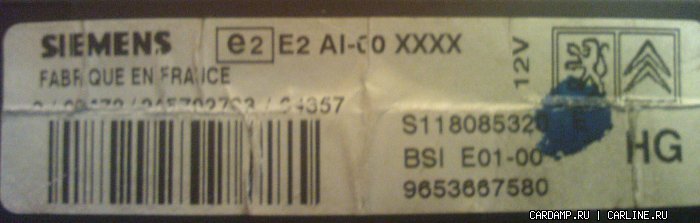 SIEMENS e2 E2 AI-00 XXXX
FABRIQUE EN FRANCE
12V
/ 04357
S11808532
BSI E01-00
HG
9653667580
CARDAMP.RU | CARLINE.RU